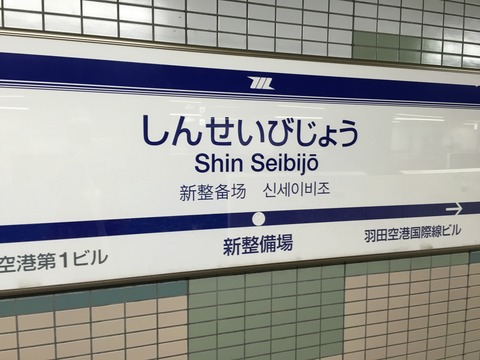 しんせいびじょう
Shin Seibijō
新整备场 신세이비조
空港第1ビル 新整備場 羽田空港国際線ビル